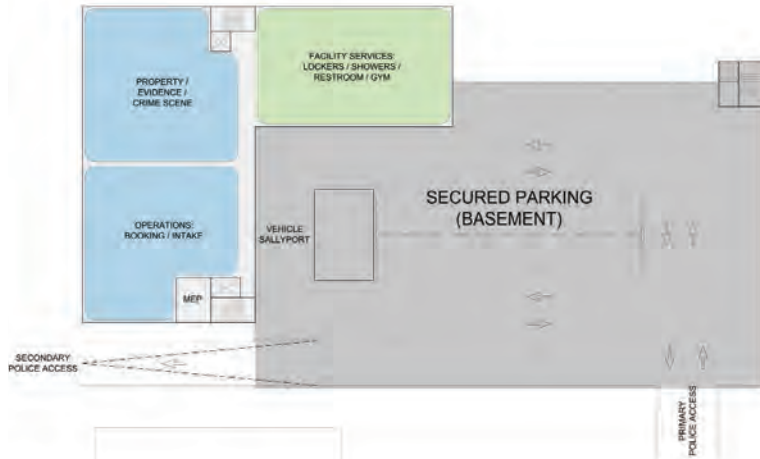 FACILITY SERVICES:
LOCKERS / SHOWERS /
RESTROOM / GYM
PROPERTY /
EVIDENCE /
CRIME SCENE
SECURED PARKING
(BASEMENT)
OPERATIONS:
BOOKING / INTAKE
VEHICLE
SALLYPORT
MEP
SECONDARY
POLICE ACCESS
PRIMARY
POLICE ACCESS